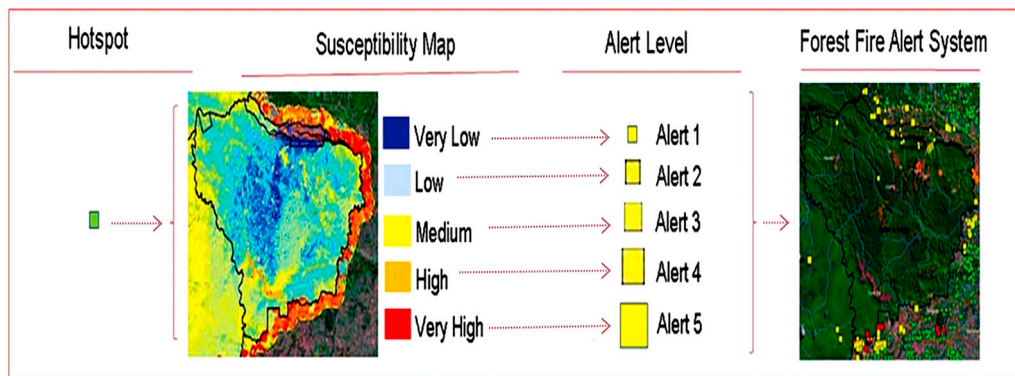 Hotspot
Susceptibility Map
Alert Level
Forest Fire Alert System
Very Low
Alert 1
Low
Alert 2
Medium
Alert 3
High
Alert 4
Very High
Alert 5